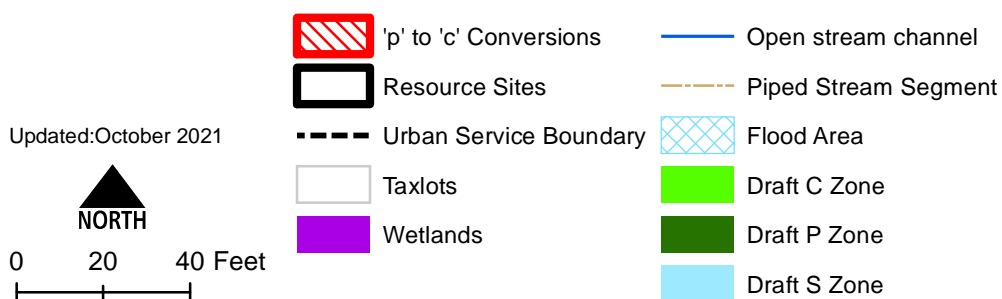 Updated:October 2021
NORTH
0 20 40 Feet
'p' to 'c' Conversions
Resource Sites
Urban Service Boundary
Taxlots
Wetlands
Open stream channel
Piped Stream Segment
Flood Area
Draft C Zone
Draft P Zone
Draft S Zone